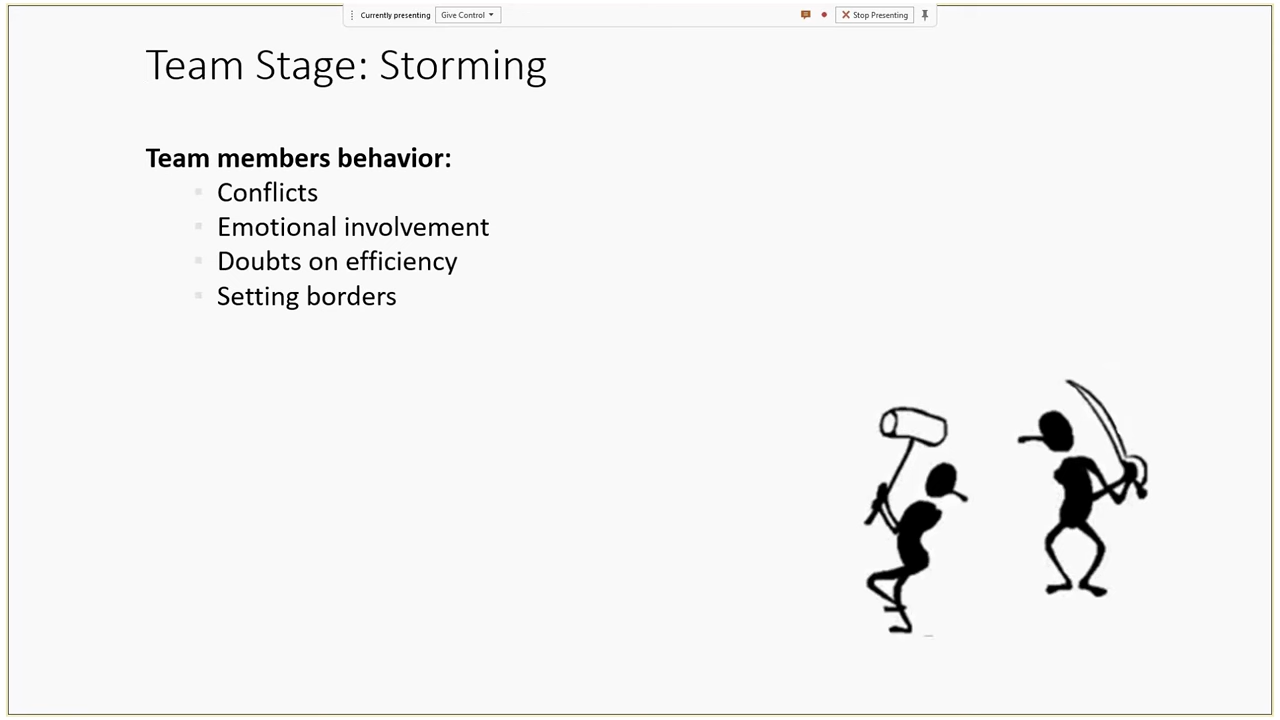 Currently presenting Give Control Stop Presenting
Team Stage: Storming
Team members behavior:
Conflicts
Emotional involvement
Doubts on efficiency
Setting borders